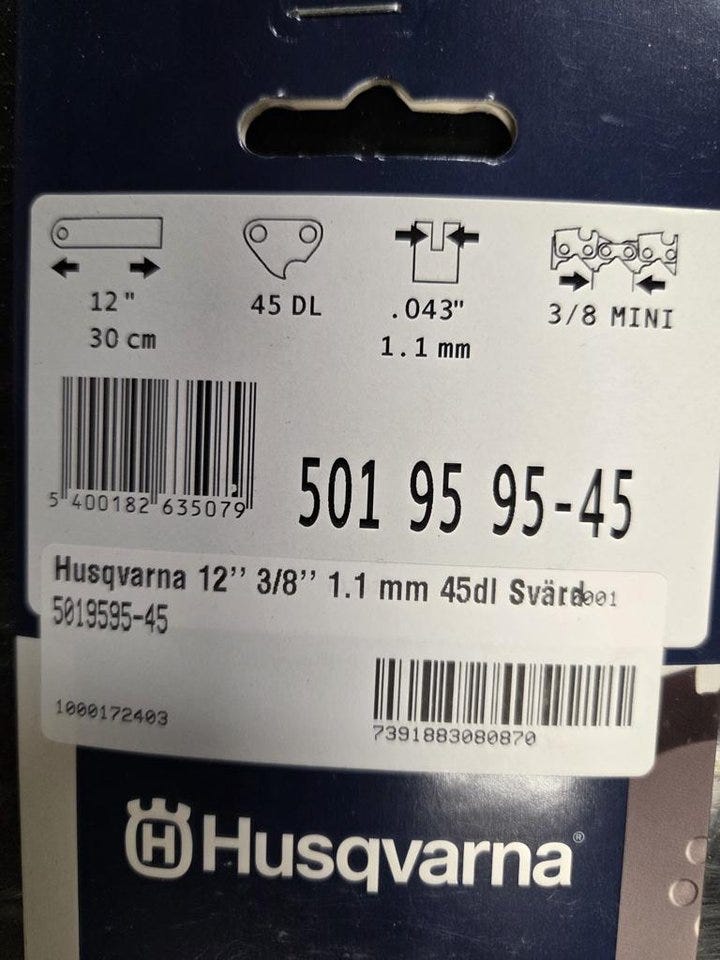 12"
30 cm
45 DL
.043"
1.1 mm
3/8 MINI
5 400182 635079
501 95 95-45
Husqvarna 12’’ 3/8’’ 1.1 mm 45dl Svärd
5019595-45
1000172403
7391883080870
H Husqvarna®